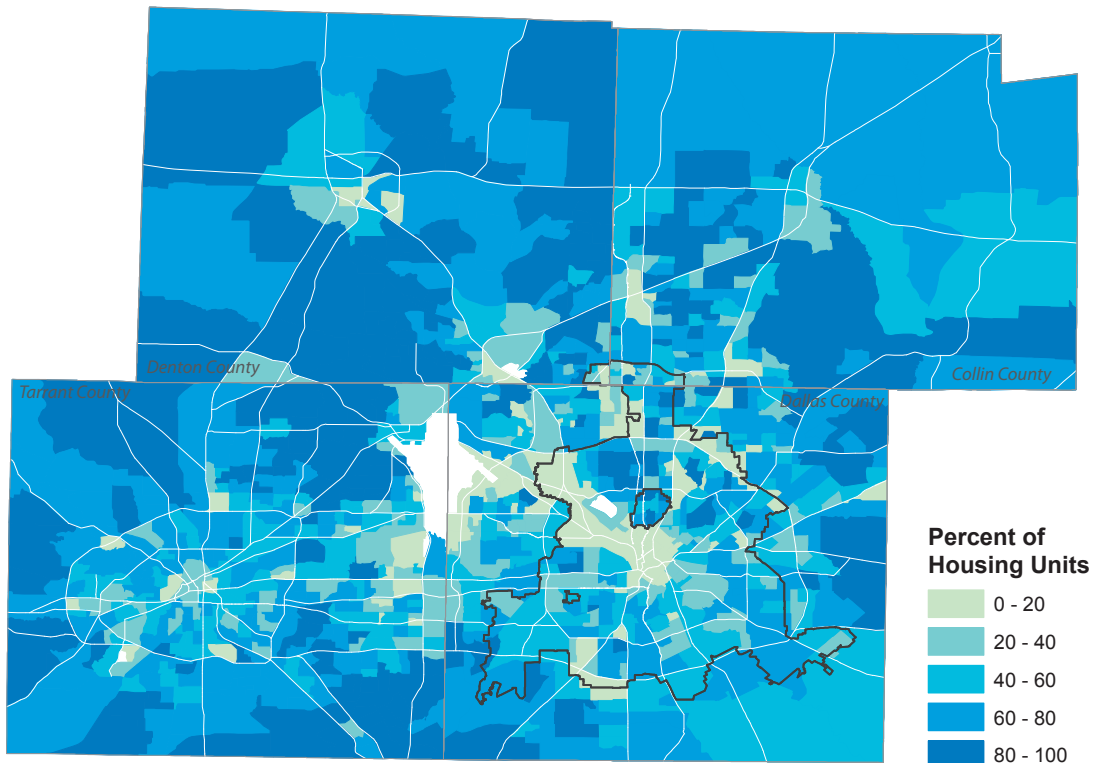 Denton County
Collin County
Tarrant County
Dallas County
Percent of
Housing Units
0 - 20
20 - 40
40 - 60
60 - 80
80 - 100